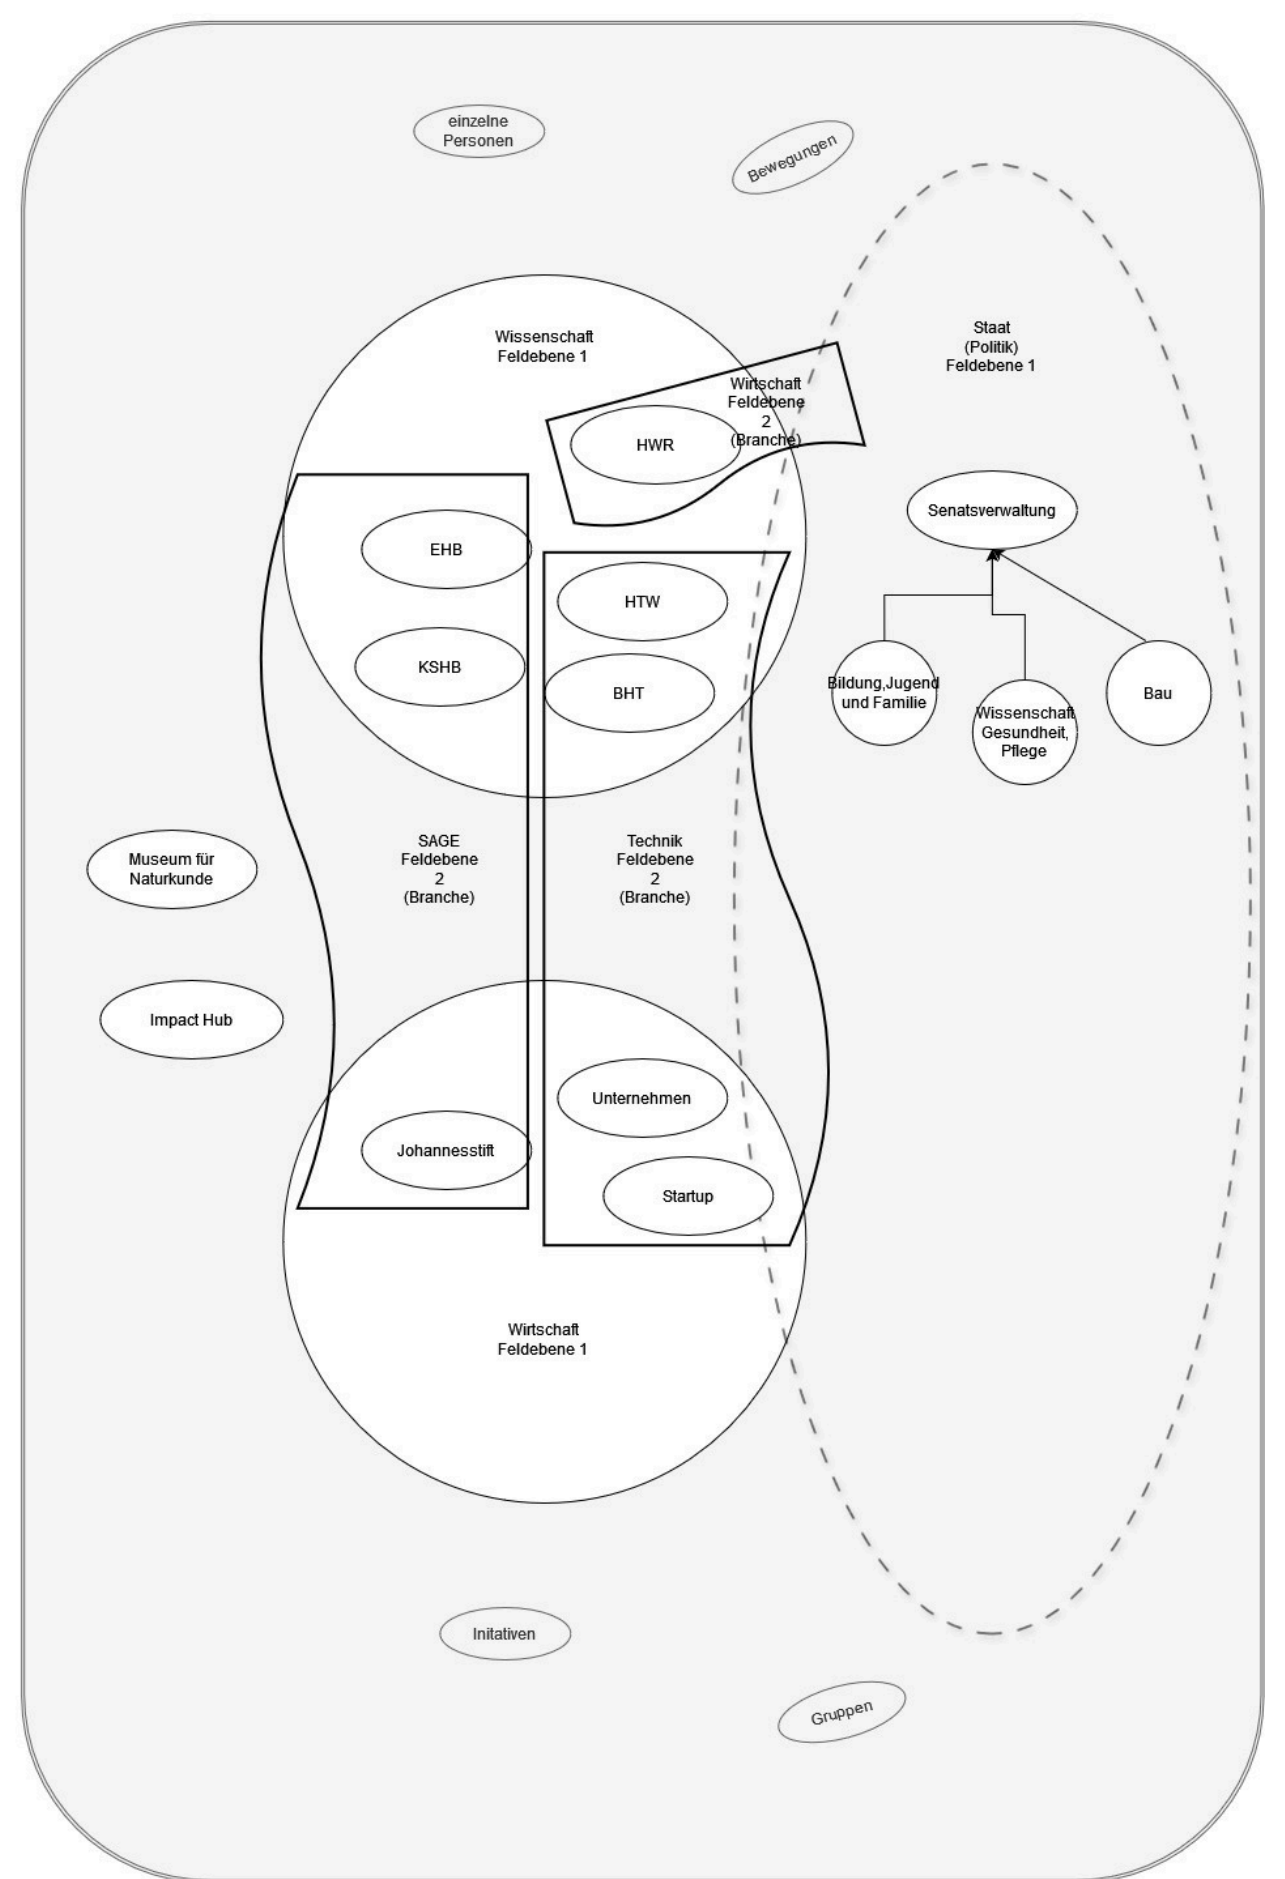 einzelne
Personen
Bewegungen
Wissenschaft
Feldebene 1
Staat
(Politik)
Feldebene 1
Wirtschaft
Feldebene
2
(Branche)
HWR
Senatsverwaltung
EHB
HTW
KSHB
BHT
Bildung,Jugend
und Familie
Wissenschaft
Gesundheit,
Pflege
Bau
SAGE
Feldebene
2
(Branche)
Technik
Feldebene
2
(Branche)
Museum für
Naturkunde
Impact Hub
Unternehmen
Johannesstift
Startup
Wirtschaft
Feldebene 1
Initativen
Gruppen